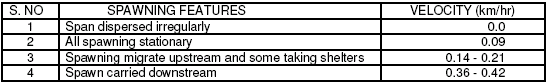 S. NO SPAWNING FEATURES VELOCITY (km/hr)
1 Span dispersed irregularly 0.0
2 All spawning stationary 0.09
3 Spawning migrate upstream and some taking shelters 0.14 - 0.21
4 Spawn carried downstream 0.36 - 0.42